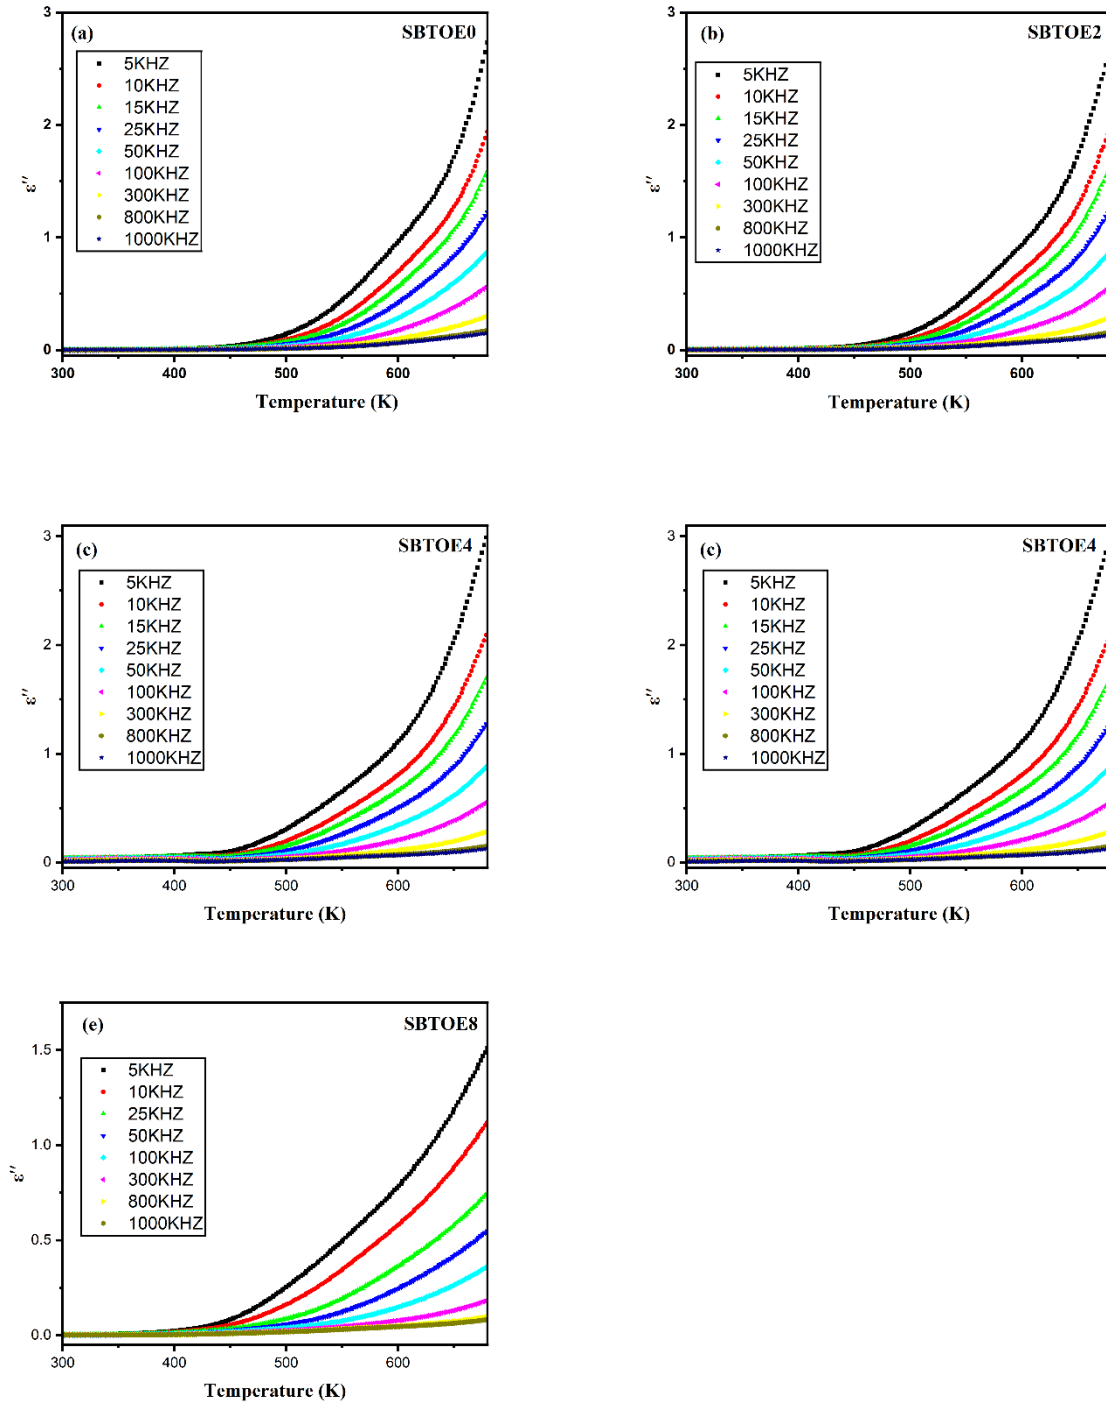 (a) SBTOE0
5KHZ
10KHZ
15KHZ
25KHZ
50KHZ
100KHZ
300KHZ
800KHZ
1000KHZ
3
2
1
0
ε′′
300 400 500 600
Temperature (K)
(b) SBTOE2
5KHZ
10KHZ
15KHZ
25KHZ
50KHZ
100KHZ
300KHZ
800KHZ
1000KHZ
3
2
1
0
ε′′
300 400 500 600
Temperature (K)
(c) SBTOE4
5KHZ
10KHZ
15KHZ
25KHZ
50KHZ
100KHZ
300KHZ
800KHZ
1000KHZ
3
2
1
0
ε′′
300 400 500 600
Temperature (K)
(c) SBTOE4
5KHZ
10KHZ
15KHZ
25KHZ
50KHZ
100KHZ
300KHZ
800KHZ
1000KHZ
3
2
1
0
ε′′
300 400 500 600
Temperature (K)
(e) SBTOE8
5KHZ
10KHZ
25KHZ
50KHZ
100KHZ
300KHZ
800KHZ
1000KHZ
1.5
1.0
0.5
0.0
ε′′
300 400 500 600
Temperature (K)